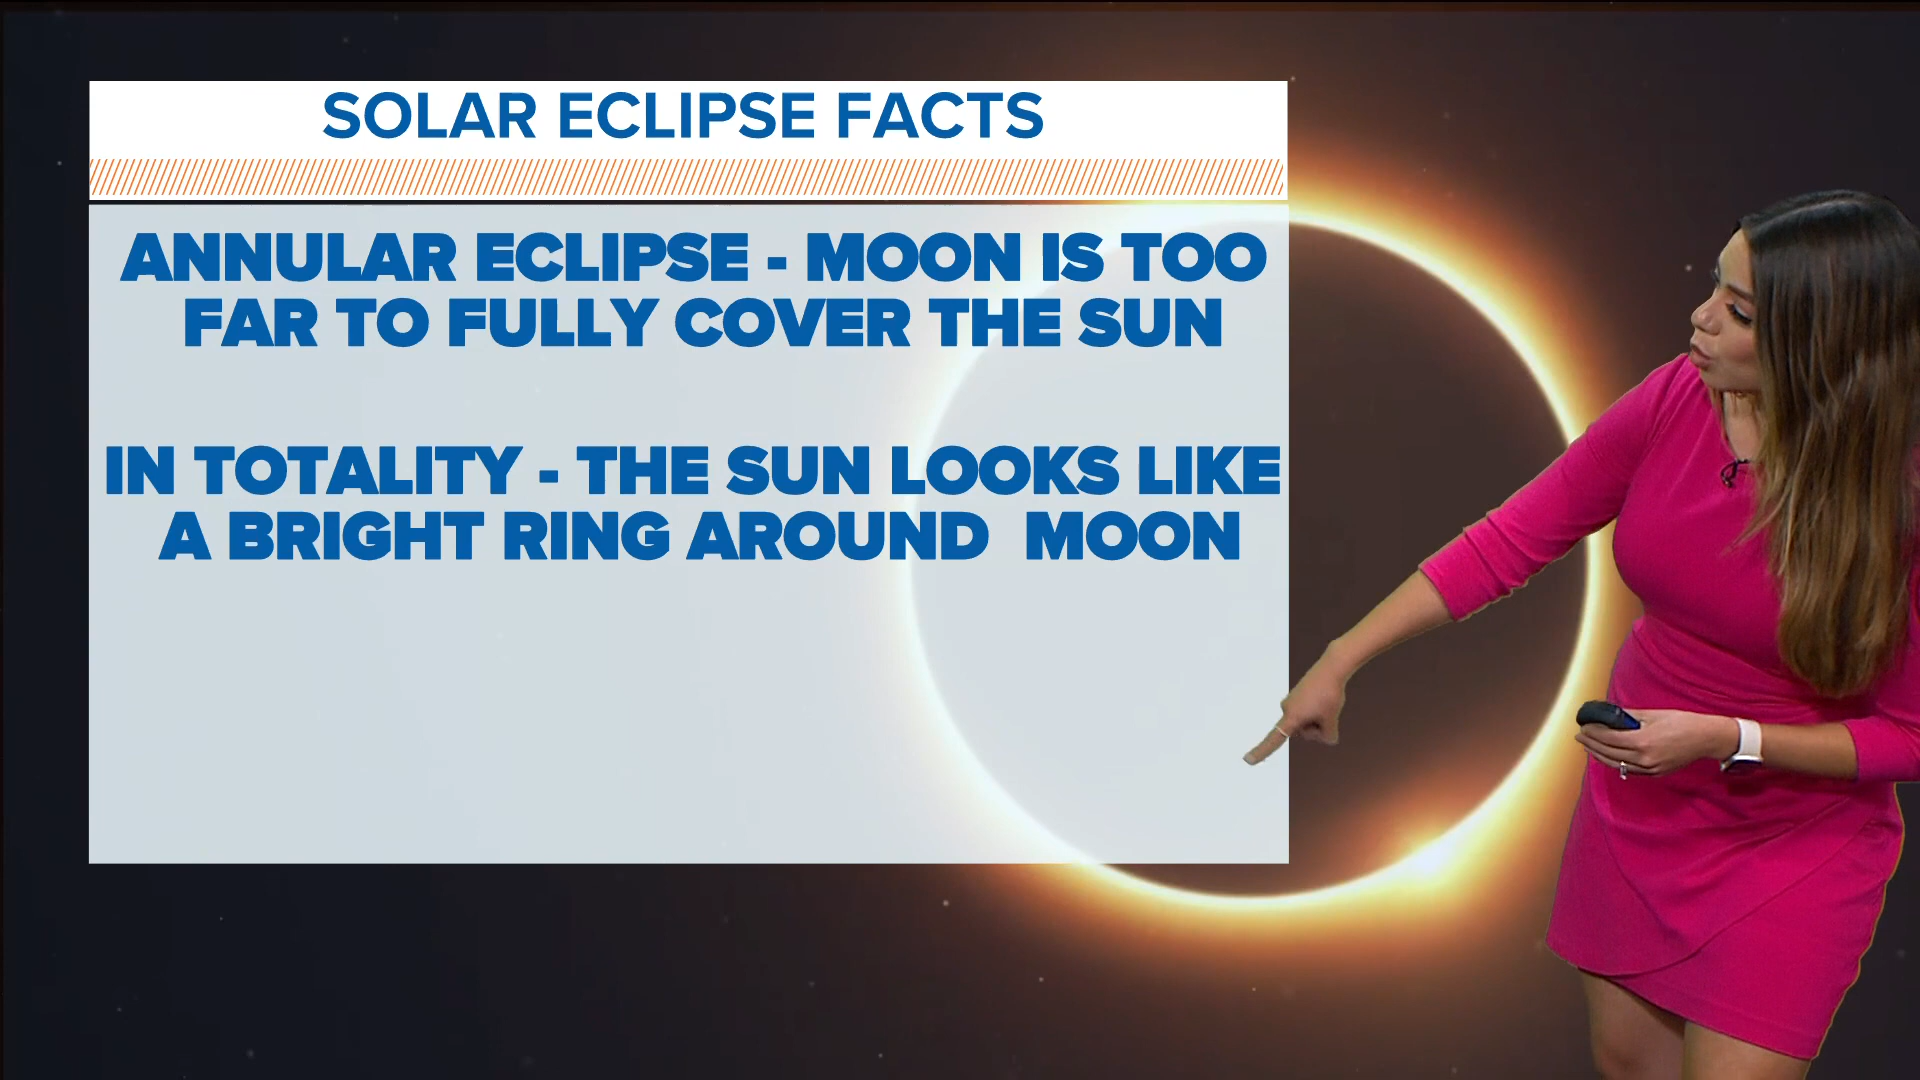 SOLAR ECLIPSE FACTS
ANNULAR ECLIPSE - MOON IS TOO
FAR TO FULLY COVER THE SUN
IN TOTALITY - THE SUN LOOKS LIKE
A BRIGHT RING AROUND  MOON